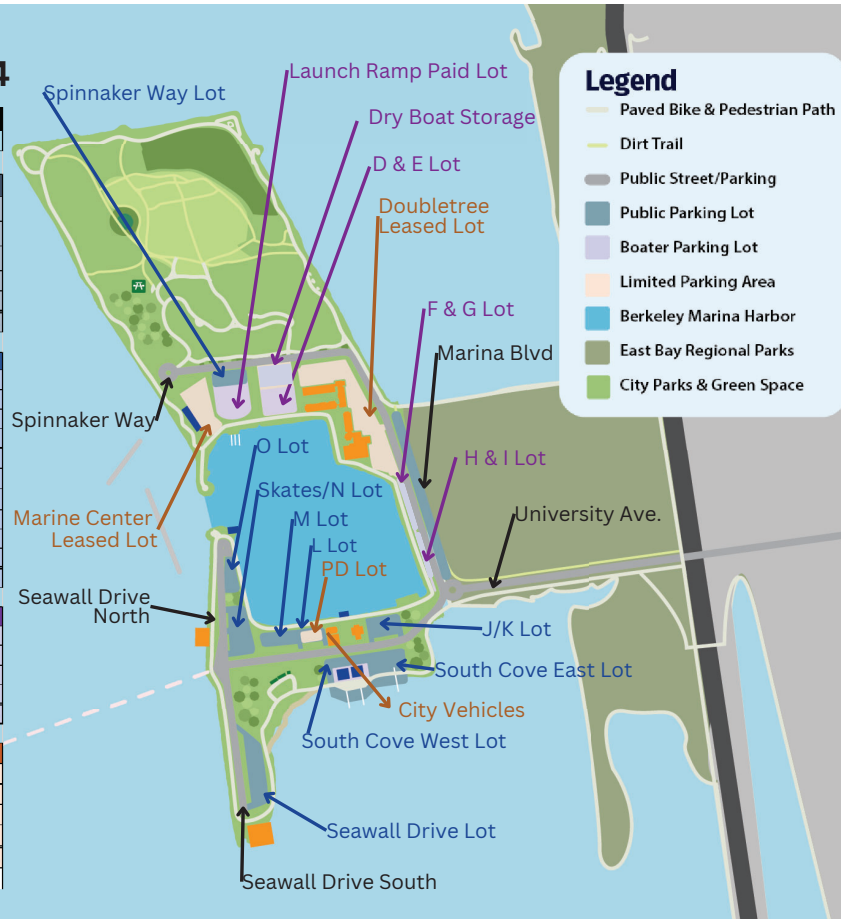 4
Spinnaker Way Lot
Launch Ramp Paid Lot
Dry Boat Storage
D & E Lot
Doubletree
Leased Lot
F & G Lot
Marina Blvd
Spinnaker Way
O Lot
H & I Lot
Skates/N Lot
Marine Center
Leased Lot
M Lot
University Ave.
L Lot
PD Lot
Seawall Drive
North
J/K Lot
South Cove East Lot
City Vehicles
South Cove West Lot
Seawall Drive Lot
Seawall Drive South
Legend
Paved Bike & Pedestrian Path
Dirt Trail
Public Street/Parking
Public Parking Lot
Boater Parking Lot
Limited Parking Area
Berkeley Marina Harbor
East Bay Regional Parks
City Parks & Green Space